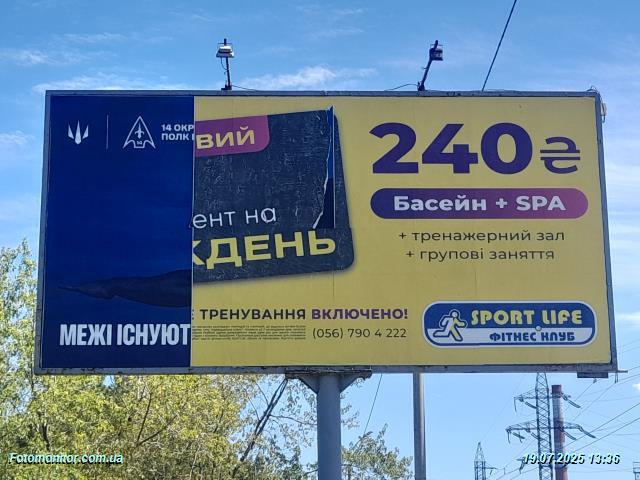 14 ОКР
ПОЛК
МЕЖІ ІСНУЮТ
ВИЙ
ент на
ЖДЕНЬ
240₴
Басейн + SPA
+ тренажерний зал
+ групові заняття
Е ТРЕНУВАННЯ ВКЛЮЧЕНО!
(056) 790 4 222
SPORT LIFE
ФІТНЕС КЛУБ
Fotomonitor.com.ua
19.07.2025 13:36